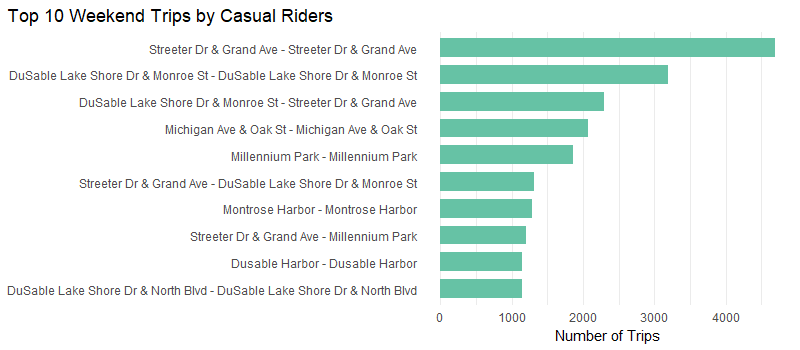 Top 10 Weekend Trips by Casual Riders
Streeter Dr & Grand Ave - Streeter Dr & Grand Ave
DuSable Lake Shore Dr & Monroe St - DuSable Lake Shore Dr & Monroe St
DuSable Lake Shore Dr & Monroe St - Streeter Dr & Grand Ave
Michigan Ave & Oak St - Michigan Ave & Oak St
Millennium Park - Millennium Park
Streeter Dr & Grand Ave - DuSable Lake Shore Dr & Monroe St
Montrose Harbor - Montrose Harbor
Streeter Dr & Grand Ave - Millennium Park
Dusable Harbor - Dusable Harbor
DuSable Lake Shore Dr & North Blvd - DuSable Lake Shore Dr & North Blvd
0 1000 2000 3000 4000
Number of Trips